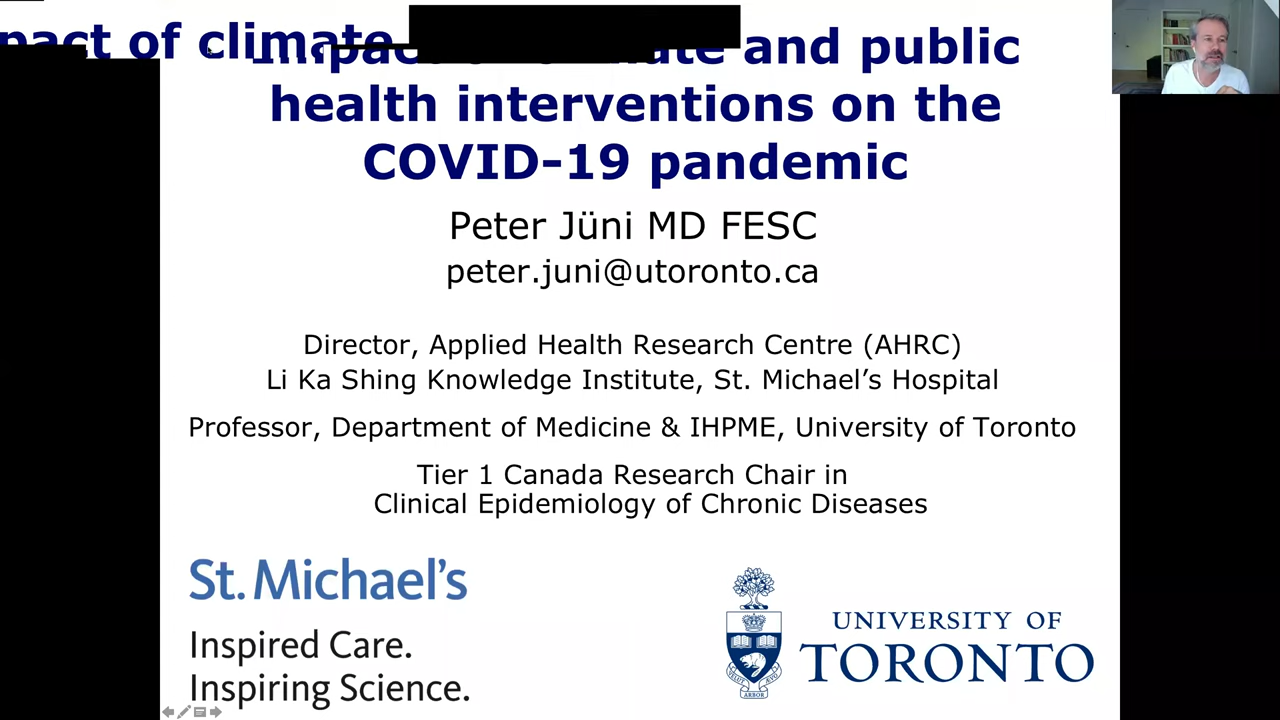 pact of climate
and public
health interventions on the
COVID-19 pandemic
Peter Jüni MD FESC
peter.juni@utoronto.ca
Director, Applied Health Research Centre (AHRC)
Li Ka Shing Knowledge Institute, St. Michael’s Hospital
Professor, Department of Medicine & IHPME, University of Toronto
Tier 1 Canada Research Chair in
Clinical Epidemiology of Chronic Diseases
St. Michael’s
Inspired Care.
Inspiring Science.
UNIVERSITY OF
TORONTO